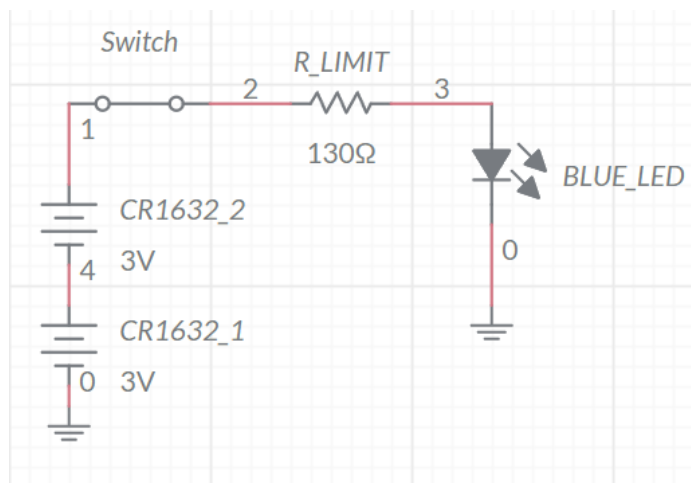 Switch
R_LIMIT
2
3
1
130Ω
BLUE_LED
CR1632_2
0
3V
4
CR1632_1
0
3V